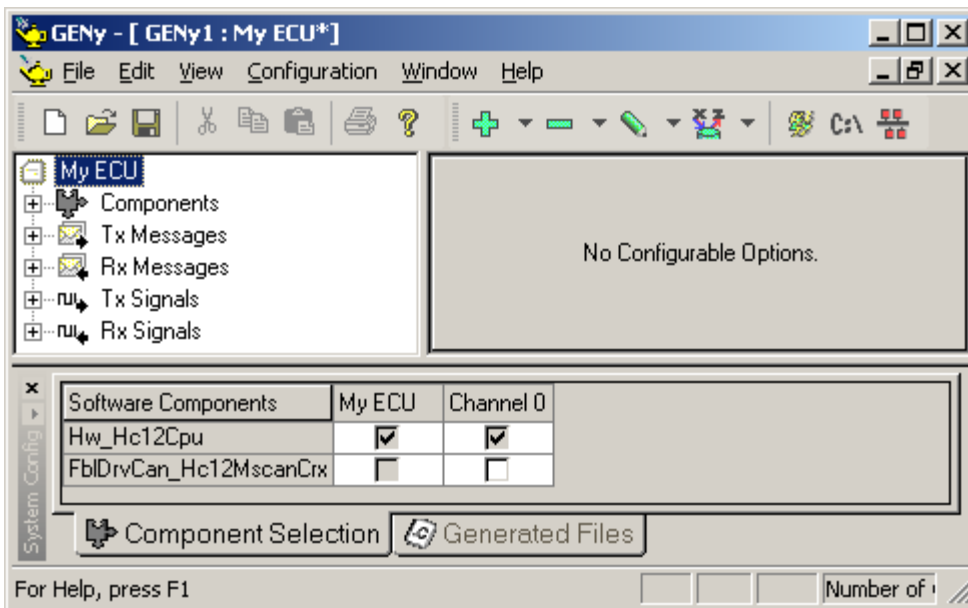 GENy - [ GENy1 : My ECU*]
File Edit View Configuration Window Help
C:\
My ECU
Components
Tx Messages
Rx Messages
Tx Signals
Rx Signals
No Configurable Options.
System Config
Software Components My ECU Channel 0
Hw_Hc12Cpu
FblDrvCan_Hc12MscanCrx
Component Selection Generated Files
For Help, press F1 Number of